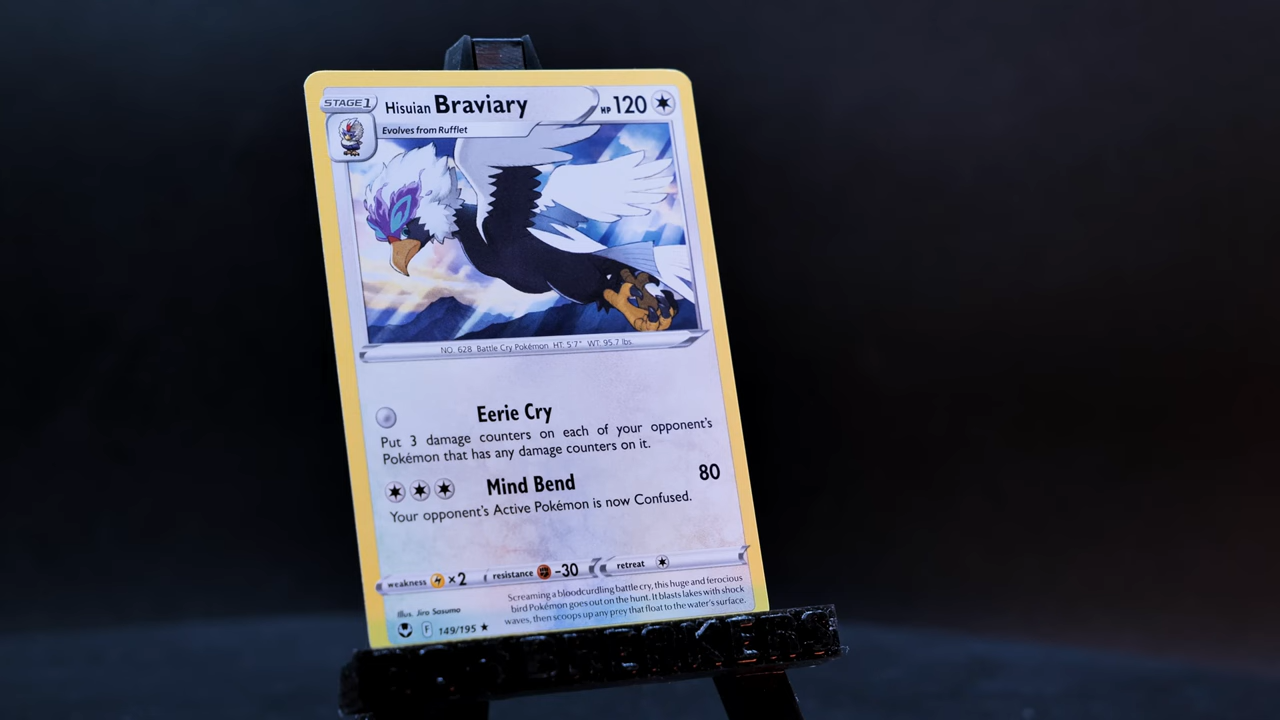 STAGE 1
Hisuian Braviary HP 120
Evolves from Rufflet
NO. 628 Battle Cry Pokémon HT: 5'7" WT: 95.7 lbs
Eerie Cry
Put 3 damage counters on each of your opponent's
Pokémon that has any damage counters on it.
Mind Bend 80
Your opponent's Active Pokémon is now Confused.
weakness ×2 resistance -30 retreat
Screaming a bloodcurdling battle cry, this huge and ferocious
bird Pokémon goes out on the hunt. It blasts lakes with shock
waves, then scoops up any prey that float to the water's surface.
Illus. Jiro Sasumo
F 149/195 ★